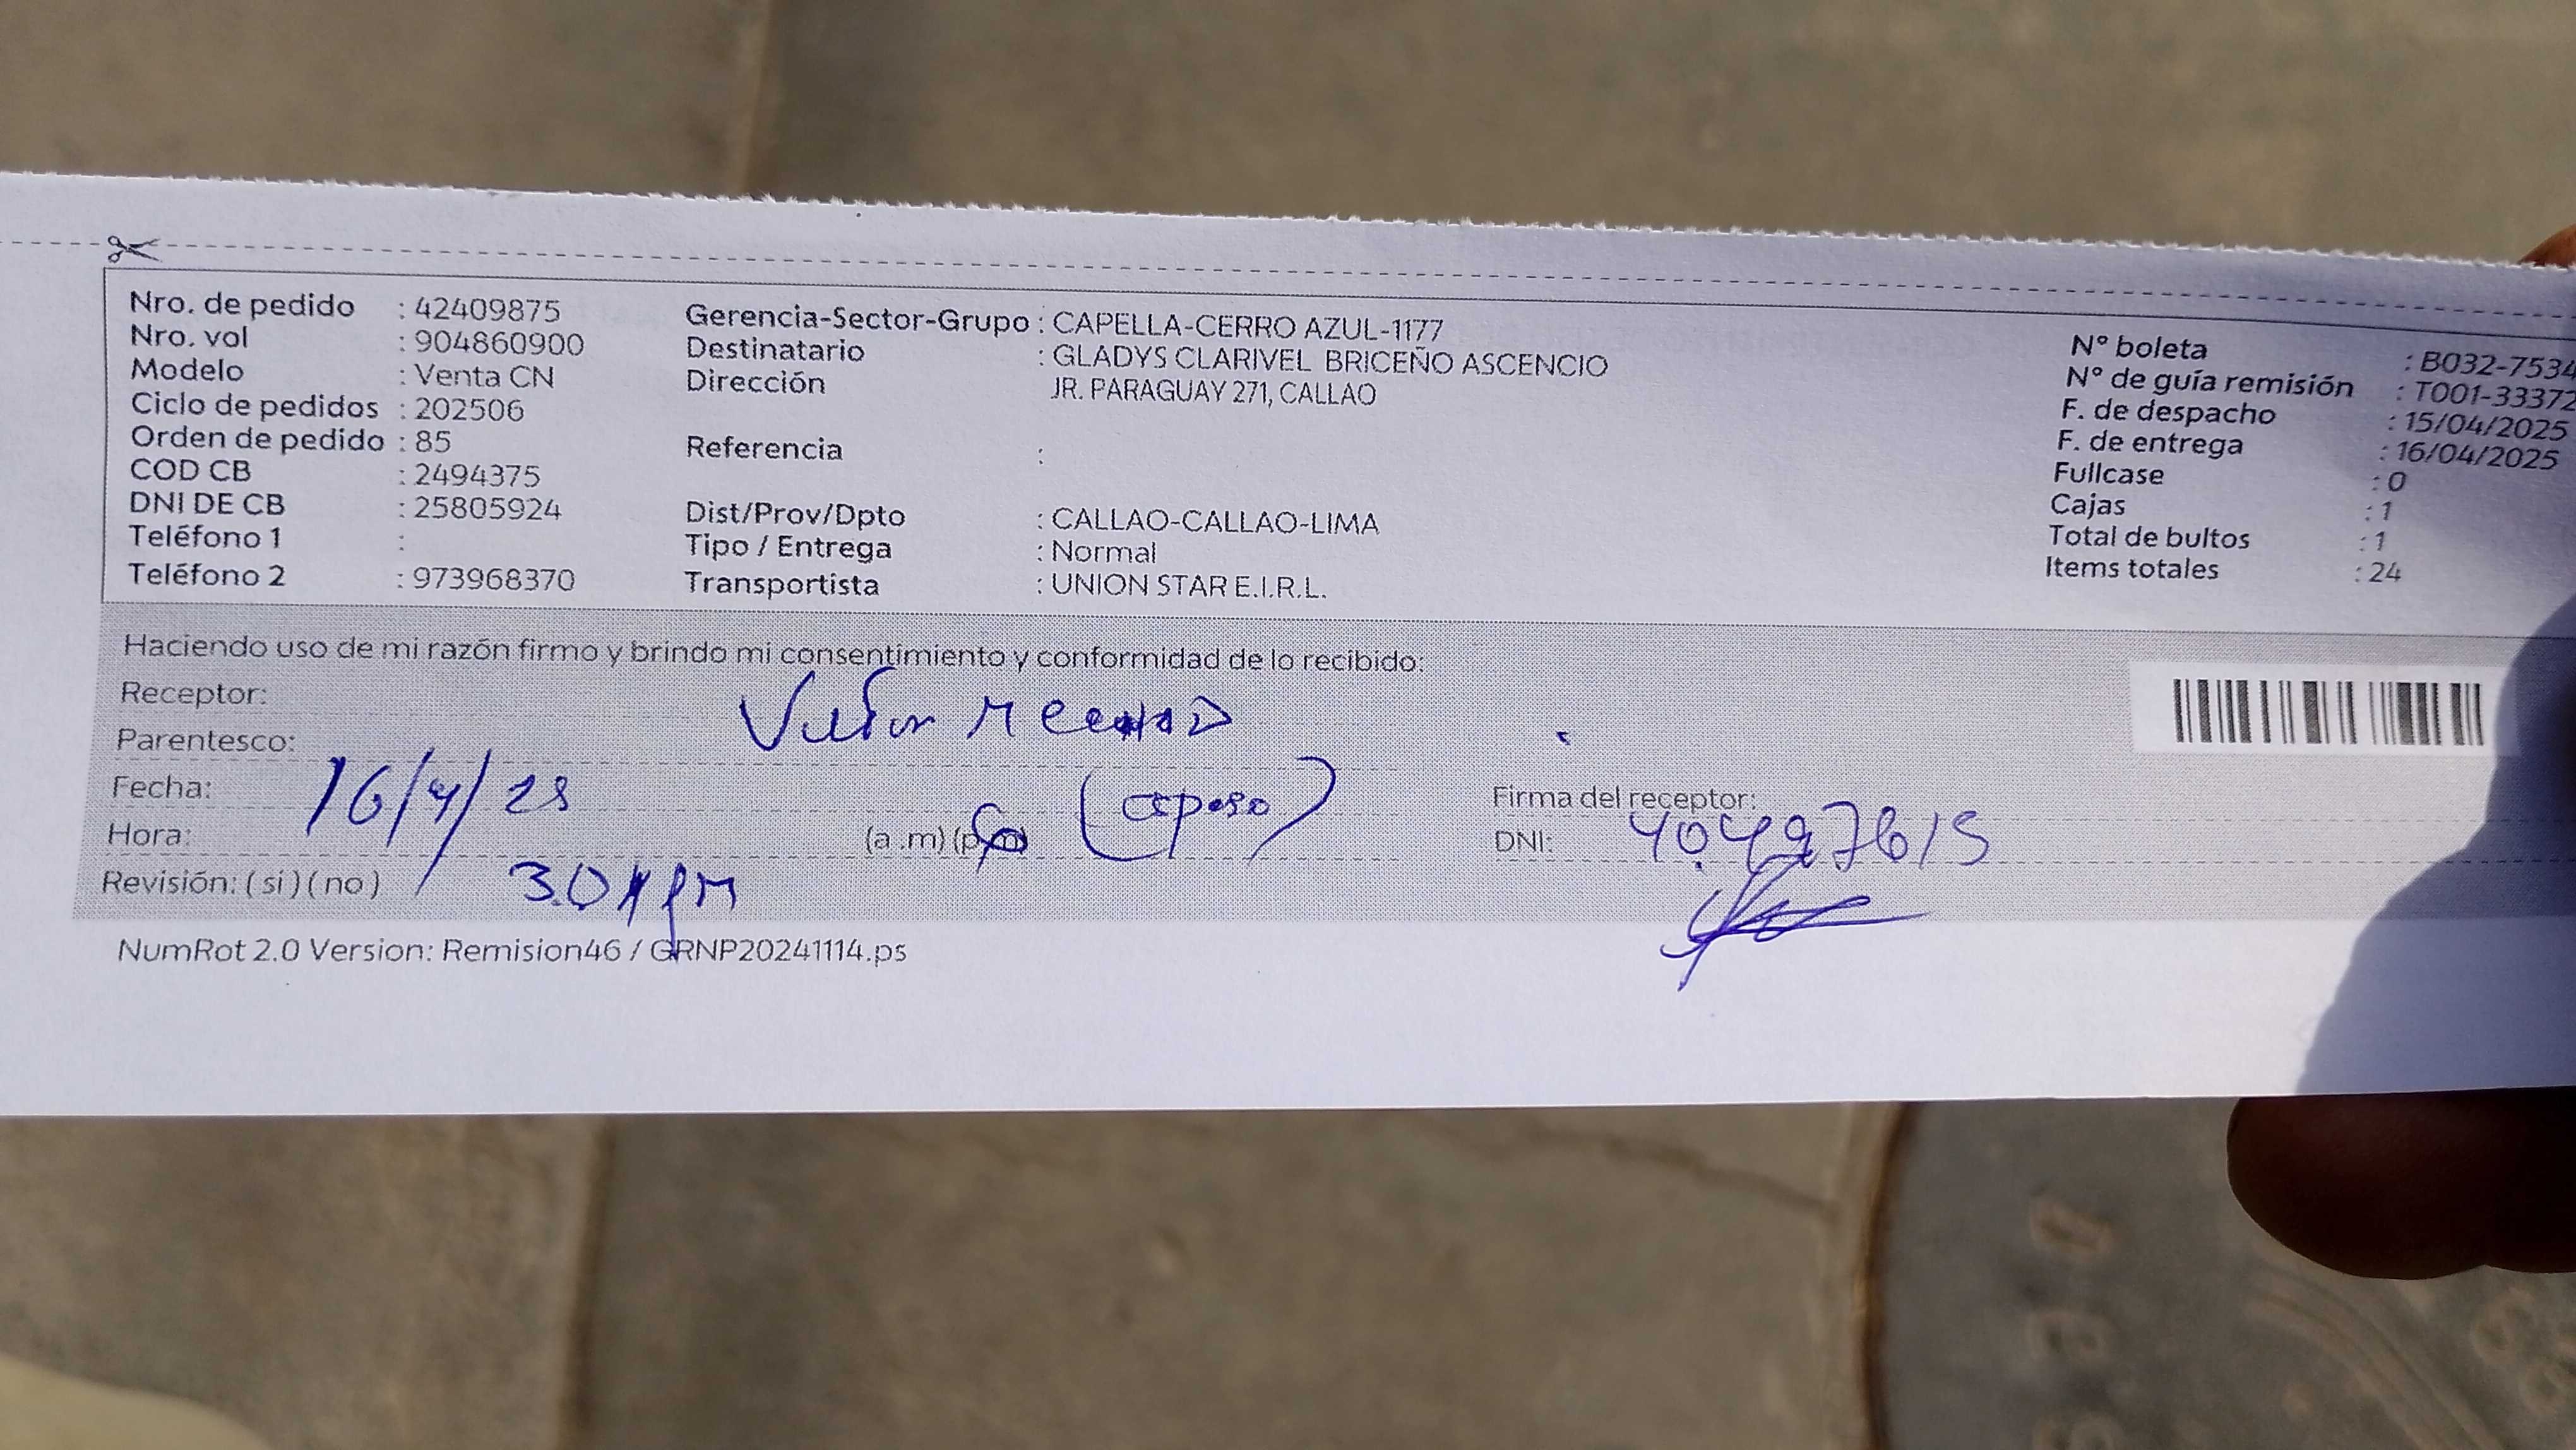 Nro. de pedido : 42409875
Nro. vol : 904860900
Modelo : Venta CN
Ciclo de pedidos : 202506
Orden de pedido : 85
COD CB : 2494375
DNI DE CB : 25805924
Teléfono 1 :
Teléfono 2 : 973968370
Gerencia-Sector-Grupo : CAPELLA-CERRO AZUL-1177
Destinatario : GLADYS CLARIVEL BRICEÑO ASCENCIO
Dirección JR. PARAGUAY 271, CALLAO
Referencia :
Dist/Prov/Dpto : CALLAO-CALLAO-LIMA
Tipo / Entrega : Normal
Transportista : UNION STAR E.I.R.L.
N° boleta : B032-7534
N° de guía remisión : T001-33372
F. de despacho : 15/04/2025
F. de entrega : 16/04/2025
Fullcase : 0
Cajas : 1
Total de bultos : 1
Items totales : 24
Haciendo uso de mi razón firmo y brindo mi consentimiento y conformidad de lo recibido:
Receptor:
Parentesco: (esposo)
Fecha: 16/4/25
Hora: (a.m) (p.m)
Revisión: ( si ) ( no )
Firma del receptor:
DNI:
NumRot 2.0 Version: Remision46 / GRNP20241114.ps